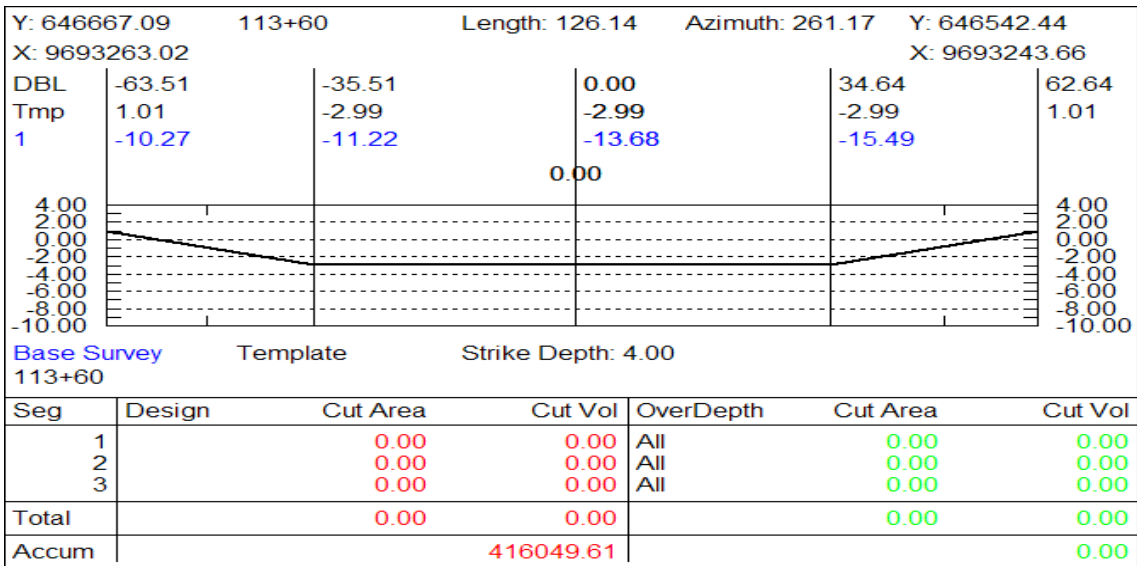 Y: 646667.09 113+60 Length: 126.14 Azimuth: 261.17 Y: 646542.44
X: 9693263.02 X: 9693243.66
DBL -63.51 -35.51 0.00 34.64 62.64
Tmp 1.01 -2.99 -2.99 -2.99 1.01
1 -10.27 -11.22 -13.68 -15.49
0.00
4.00 4.00
2.00 2.00
0.00 0.00
-2.00 -2.00
-4.00 -4.00
-6.00 -6.00
-8.00 -8.00
-10.00 -10.00
Base Survey Template Strike Depth: 4.00
113+60
Seg Design Cut Area Cut Vol OverDepth Cut Area Cut Vol
1 0.00 0.00 All 0.00 0.00
2 0.00 0.00 All 0.00 0.00
3 0.00 0.00 All 0.00 0.00
Total 0.00 0.00 0.00 0.00
Accum 416049.61 0.00